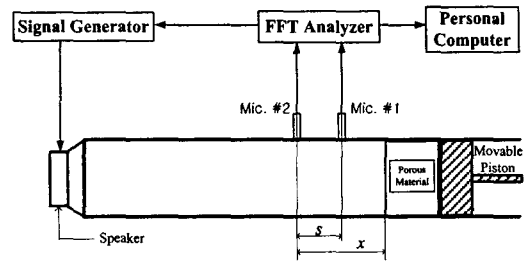 Signal Generator
FFT Analyzer
Personal
Computer
Mic. #2
Mic. #1
Porous
Material
Movable
Piston
Speaker
s
x